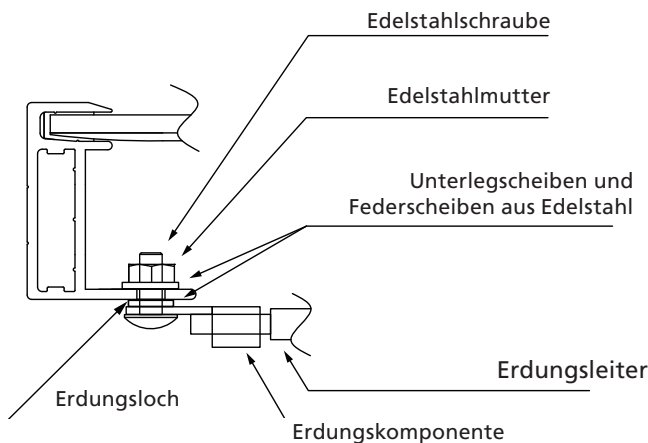 Edelstahlschraube
Edelstahlmutter
Unterlegscheiben und
Federscheiben aus Edelstahl
Erdungsleiter
Erdungsloch
Erdungskomponente